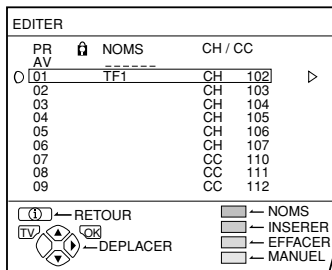 EDITER
PR NOMS CH / CC
AV _ _ _ _ _ _
01 TF1 CH 102
02 CH 103
03 CH 104
04 CH 105
05 CH 106
06 CH 107
07 CC 110
08 CC 111
09 CC 112
i RETOUR NOMS
TV OK INSERER
DEPLACER EFFACER
MANUEL